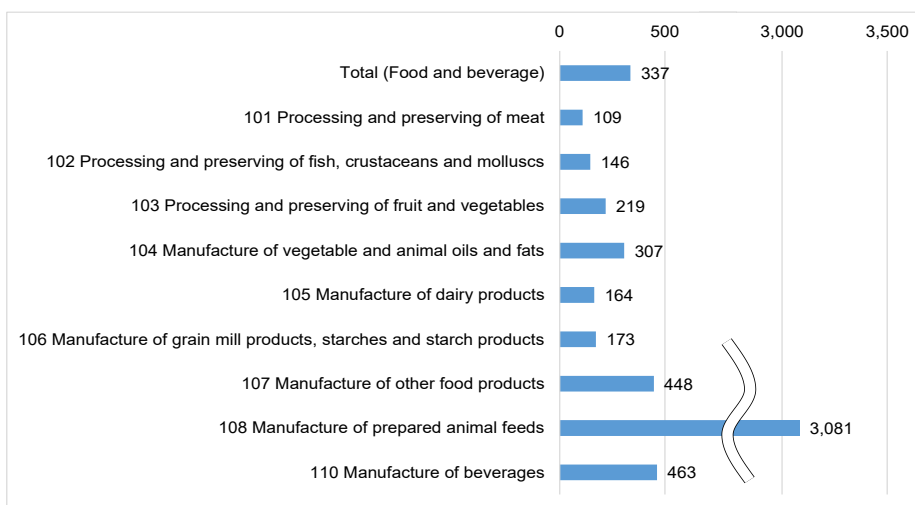 0 500 3,000 3,500
Total (Food and beverage) 337
101 Processing and preserving of meat 109
102 Processing and preserving of fish, crustaceans and molluscs 146
103 Processing and preserving of fruit and vegetables 219
104 Manufacture of vegetable and animal oils and fats 307
105 Manufacture of dairy products 164
106 Manufacture of grain mill products, starches and starch products 173
107 Manufacture of other food products 448
108 Manufacture of prepared animal feeds 3,081
110 Manufacture of beverages 463